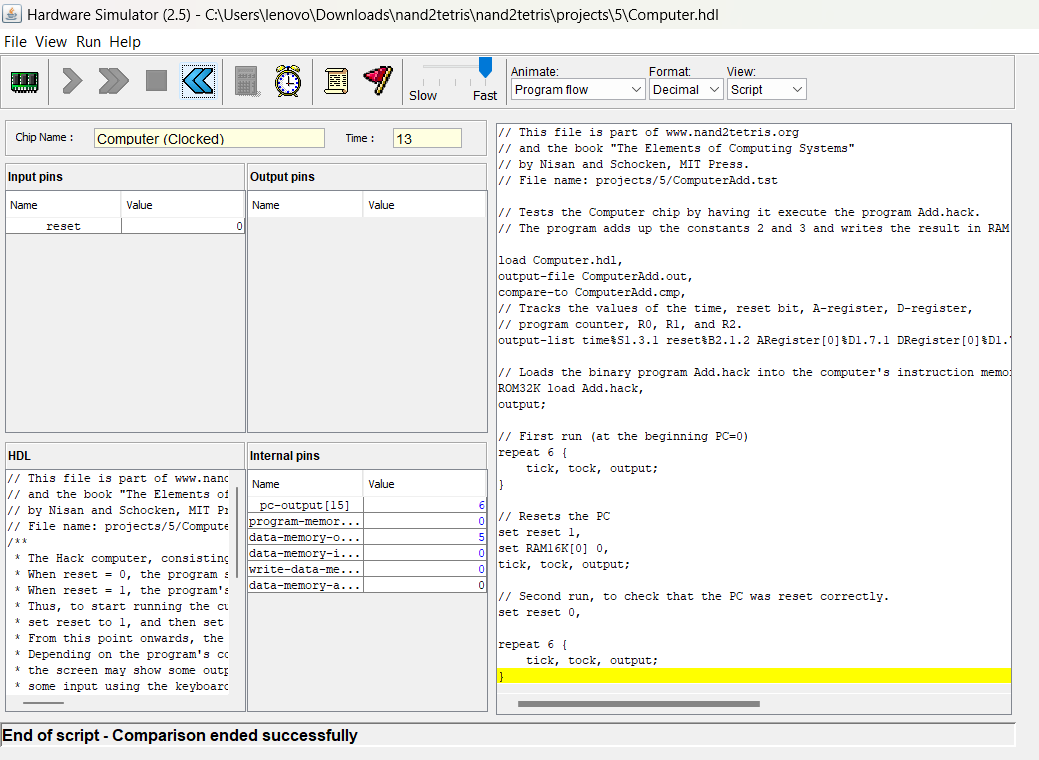 Hardware Simulator (2.5) - C:\Users\lenovo\Downloads\nand2tetris\nand2tetris\projects\5\Computer.hdl
File View Run Help
Slow Fast
Animate: Format: View:
Program flow Decimal Script
Chip Name : Computer (Clocked) Time : 13
Input pins
Name Value
reset 0
Output pins
Name Value
HDL
// This file is part of www.nand
// and the book "The Elements of
// by Nisan and Schocken, MIT Pr
// File name: projects/5/Compute
/**
* The Hack computer, consisting
* When reset = 0, the program s
* When reset = 1, the program's
* Thus, to start running the cu
* set reset to 1, and then set
* From this point onwards, the
* Depending on the program's co
* the screen may show some outp
* some input using the keyboard
Internal pins
Name Value
pc-output[15] 6
program-memor... 0
data-memory-o... 5
data-memory-i... 0
write-data-me... 0
data-memory-a... 0
// This file is part of www.nand2tetris.org
// and the book "The Elements of Computing Systems"
// by Nisan and Schocken, MIT Press.
// File name: projects/5/ComputerAdd.tst
// Tests the Computer chip by having it execute the program Add.hack.
// The program adds up the constants 2 and 3 and writes the result in RAM
load Computer.hdl,
output-file ComputerAdd.out,
compare-to ComputerAdd.cmp,
// Tracks the values of the time, reset bit, A-register, D-register,
// program counter, R0, R1, and R2.
output-list time%S1.3.1 reset%B2.1.2 ARegister[0]%D1.7.1 DRegister[0]%D1.
// Loads the binary program Add.hack into the computer's instruction memo
ROM32K load Add.hack,
output;
// First run (at the beginning PC=0)
repeat 6 {
tick, tock, output;
}
// Resets the PC
set reset 1,
set RAM16K[0] 0,
tick, tock, output;
// Second run, to check that the PC was reset correctly.
set reset 0,
repeat 6 {
tick, tock, output;
}
End of script - Comparison ended successfully